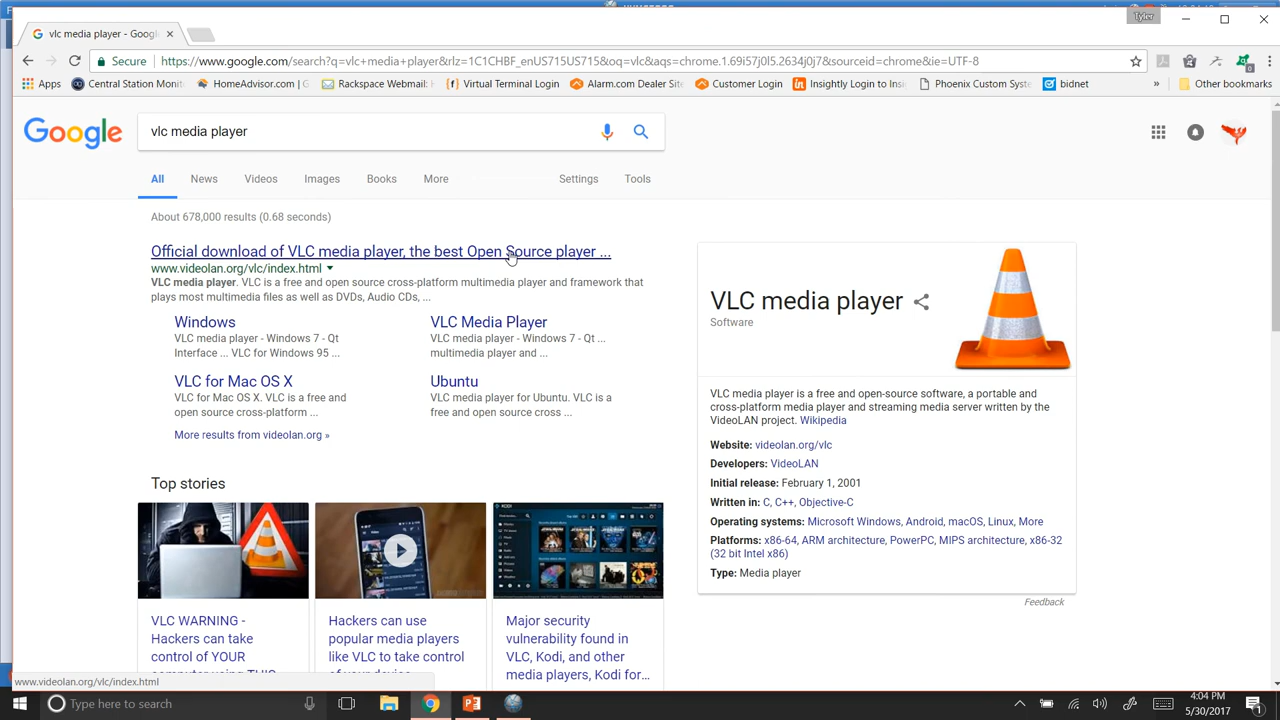 Tyler
vlc media player - Googl
Secure https://www.google.com/search?q=vlc+media+player&rlz=1C1CHBF_enUS715US715&oq=vlc&aqs=chrome.1.69i57j0l5.2634j0j7&sourceid=chrome&ie=UTF-8
Apps Central Station Monit HomeAdvisor.com | G Rackspace Webmail: H Virtual Terminal Login Alarm.com Dealer Site Customer Login Insightly Login to Insi Phoenix Custom Syste bidnet » Other bookmarks
Google vlc media player
All News Videos Images Books More Settings Tools
About 678,000 results (0.68 seconds)
Official download of VLC media player, the best Open Source player ...
www.videolan.org/vlc/index.html
VLC media player. VLC is a free and open source cross-platform multimedia player and framework that
plays most multimedia files as well as DVDs, Audio CDs, ...
Windows
VLC media player - Windows 7 - Qt
Interface ... VLC for Windows 95 ...
VLC Media Player
VLC media player - Windows 7 - Qt ...
multimedia player and ...
VLC for Mac OS X
VLC for Mac OS X. VLC is a free and
open source cross-platform ...
Ubuntu
VLC media player for Ubuntu. VLC is a
free and open source cross ...
More results from videolan.org »
Top stories
VLC WARNING -
Hackers can take
control of YOUR
Hackers can use
popular media players
like VLC to take control
Major security
vulnerability found in
VLC, Kodi, and other
media players, Kodi for...
VLC media player
Software
VLC media player is a free and open-source software, a portable and
cross-platform media player and streaming media server written by the
VideoLAN project. Wikipedia
Website: videolan.org/vlc
Developers: VideoLAN
Initial release: February 1, 2001
Written in: C, C++, Objective-C
Operating systems: Microsoft Windows, Android, macOS, Linux, More
Platforms: x86-64, ARM architecture, PowerPC, MIPS architecture, x86-32
(32 bit Intel x86)
Type: Media player
Feedback
www.videolan.org/vlc/index.html
Type here to search
4:04 PM
5/30/2017